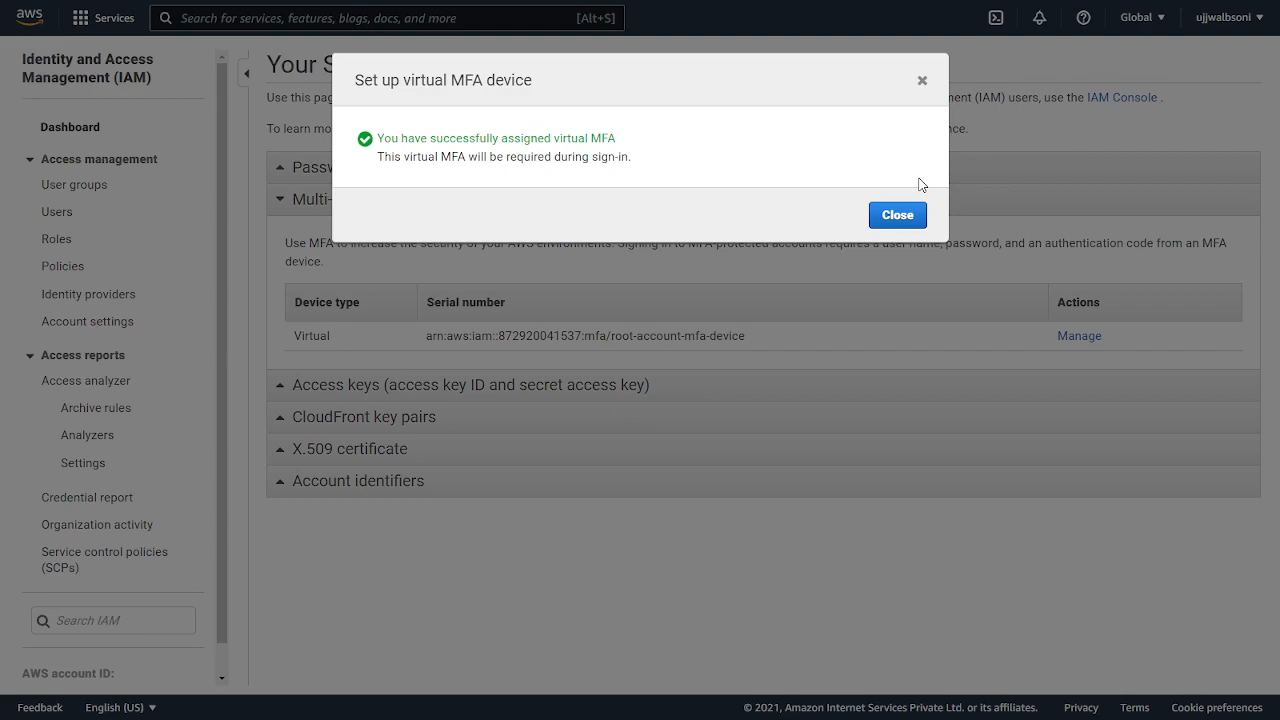 aws
Services
Search for services, features, blogs, docs, and more
[Alt+S]
Global
ujjwalbsoni
Identity and Access
Management (IAM)
Dashboard
Access management
User groups
Users
Roles
Policies
Identity providers
Account settings
Access reports
Access analyzer
Archive rules
Analyzers
Settings
Credential report
Organization activity
Service control policies
(SCPs)
Search IAM
AWS account ID:
Your S
Use this pag
ment (IAM) users, use the IAM Console .
To learn mo
ce.
Set up virtual MFA device
You have successfully assigned virtual MFA
This virtual MFA will be required during sign-in.
Close
Passw
Multi-
Use MFA to increase the security of your AWS environments. Signing in to MFA-protected accounts requires a user name, password, and an authentication code from an MFA
device.
Device type
Serial number
Actions
Virtual
arn:aws:iam::872920041537:mfa/root-account-mfa-device
Manage
Access keys (access key ID and secret access key)
CloudFront key pairs
X.509 certificate
Account identifiers
Feedback
English (US)
© 2021, Amazon Internet Services Private Ltd. or its affiliates.
Privacy
Terms
Cookie preferences